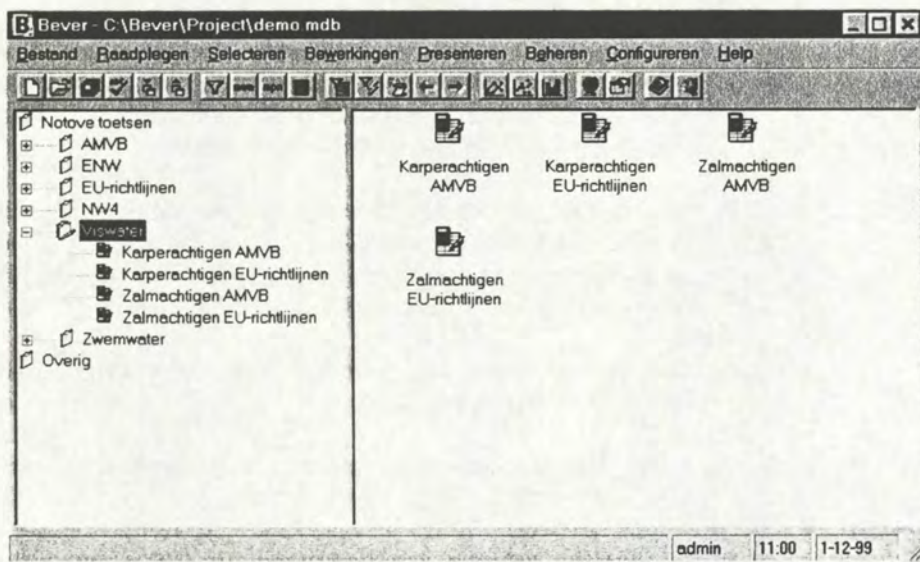 Bever - C:\Bever\Project\demo.mdb
Bestand Raadplegen Selecteren Bewerkingen Presenteren Beheren Configureren Help
Notove toetsen
AMVB
ENW
EU-richtlijnen
NW4
Viswater
Karperachtigen AMVB
Karperachtigen EU-richtlijnen
Zalmachtigen AMVB
Zalmachtigen EU-richtlijnen
Zwemwater
Overig
Karperachtigen
AMVB
Karperachtigen
EU-richtlijnen
Zalmachtigen
AMVB
Zalmachtigen
EU-richtlijnen
admin 11:00 1-12-99